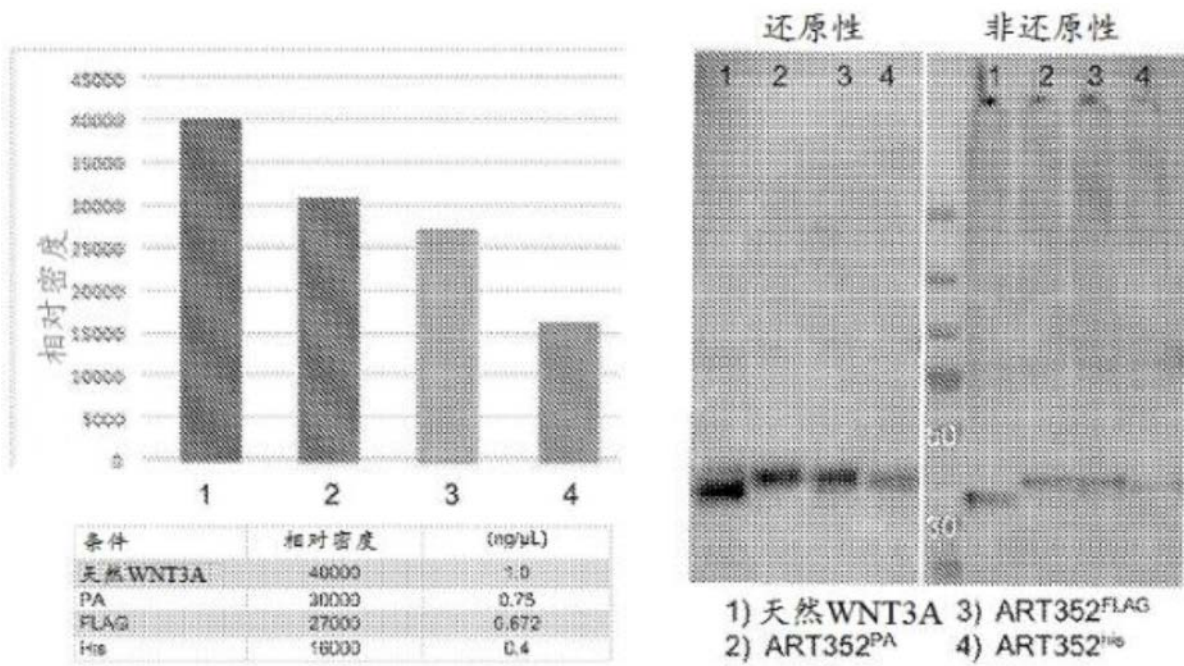 45000
40000
35000
30000
25000
20000
15000
10000
5000
0
相对密度
1 2 3 4
条件 相对密度 (ng/μL)
天然WNT3A 40000 1.0
PA 30000 0.75
FLAG 27000 0.672
His 16000 0.4
还原性 非还原性
1 2 3 4 1 2 3 4
50
30
1) 天然WNT3A 3) ART352FLAG
2) ART352PA 4) ART352his